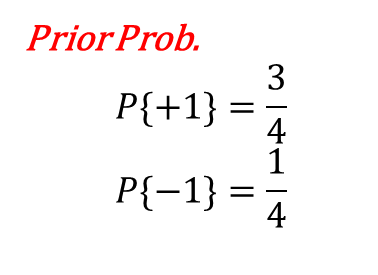 Prior Prob.
P{+1} = 3/4
P{−1} = 1/4